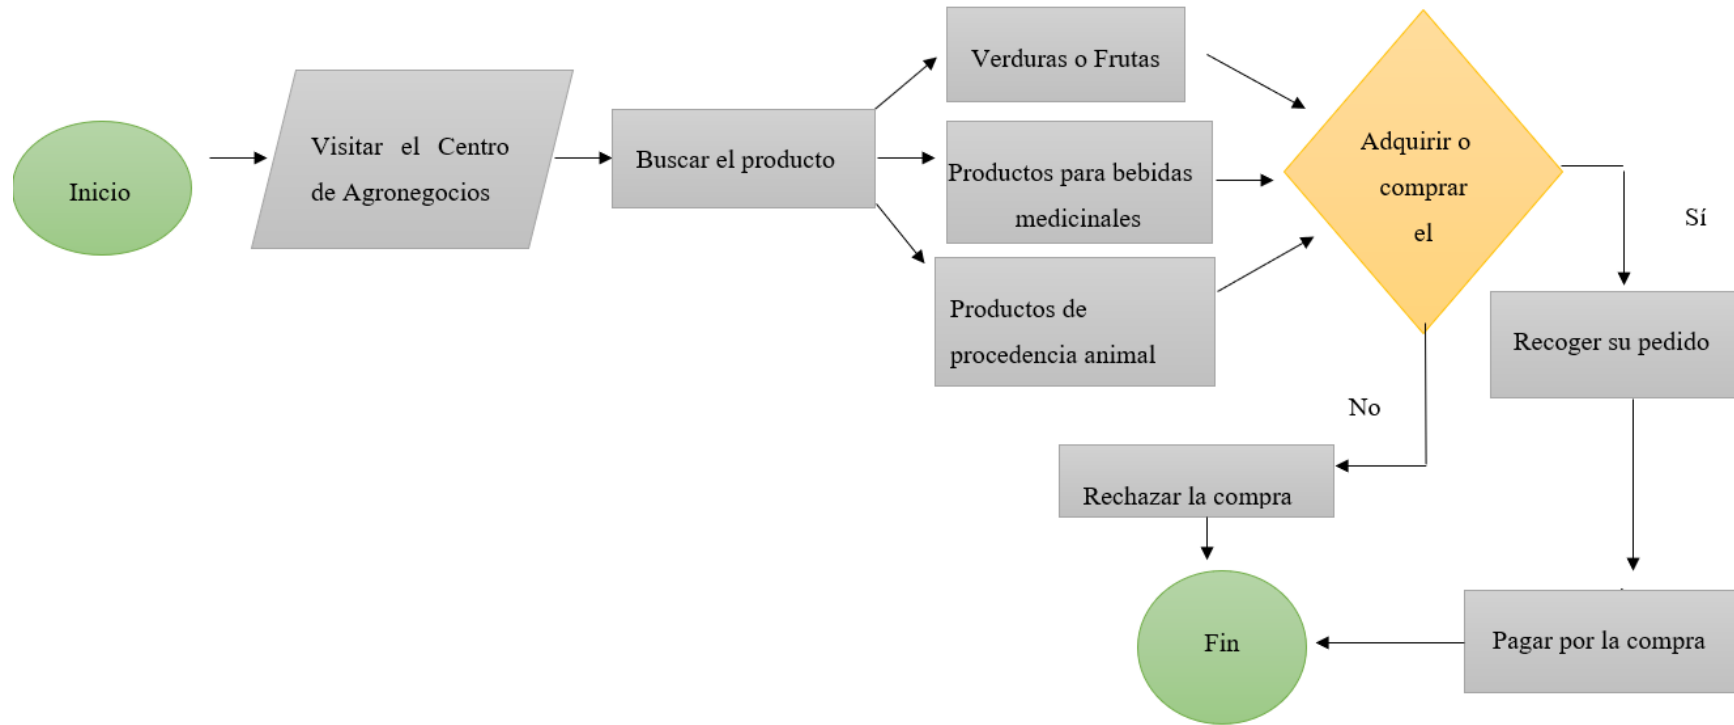 Inicio
Visitar el Centro
de Agronegocios
Buscar el producto
Verduras o Frutas
Productos para bebidas
medicinales
Productos de
procedencia animal
Adquirir o
comprar
el
Sí
Recoger su pedido
No
Rechazar la compra
Pagar por la compra
Fin